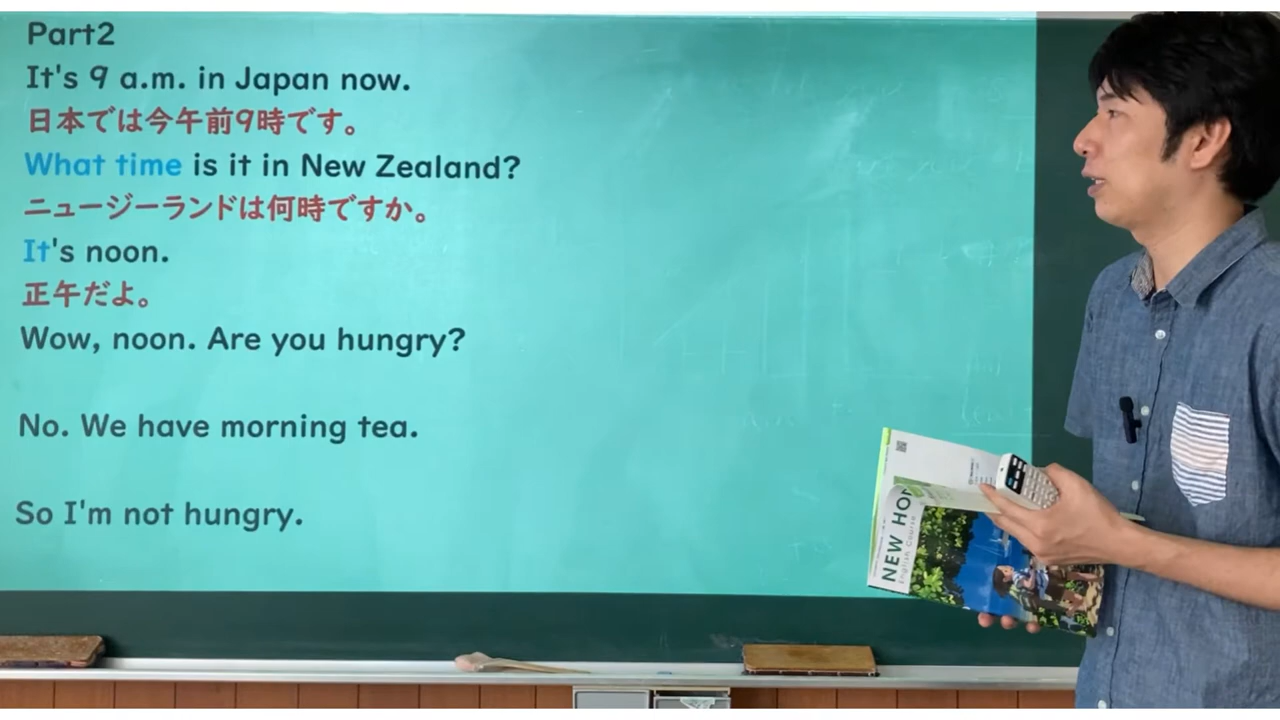 Part2
It's 9 a.m. in Japan now.
日本では今午前9時です。
What time is it in New Zealand?
ニュージーランドは何時ですか。
It's noon.
正午だよ。
Wow, noon. Are you hungry?
No. We have morning tea.
So I'm not hungry.
NEW HO
English Course